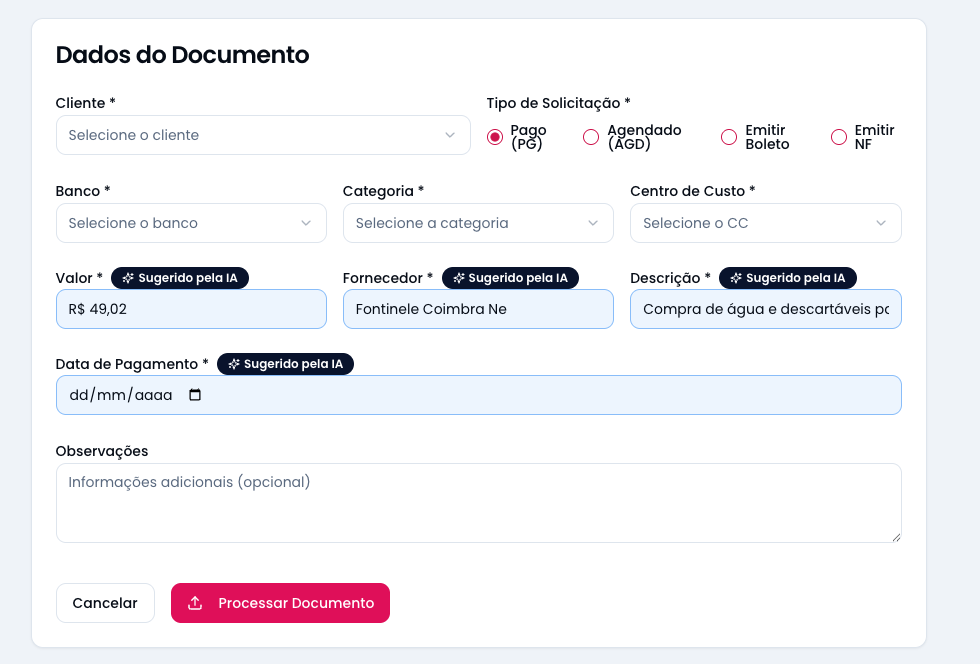 Dados do Documento
Cliente *
Selecione o cliente
Tipo de Solicitação *
Pago (PG)
Agendado (AGD)
Emitir Boleto
Emitir NF
Banco *
Selecione o banco
Categoria *
Selecione a categoria
Centro de Custo *
Selecione o CC
Valor * Sugerido pela IA
R$ 49,02
Fornecedor * Sugerido pela IA
Fontinele Coimbra Ne
Descrição * Sugerido pela IA
Compra de água e descartáveis
Data de Pagamento * Sugerido pela IA
dd/mm/aaaa
Observações
Informações adicionais (opcional)
Cancelar
Processar Documento